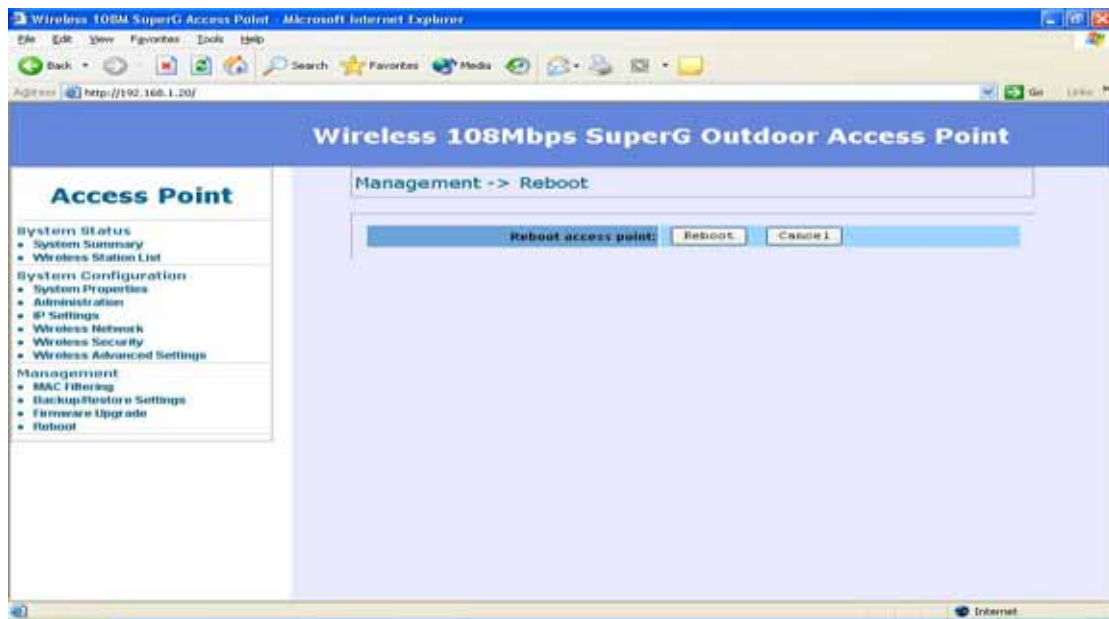 Wireless 108M SuperG Access Point - Microsoft Internet Explorer
File Edit View Favorites Tools Help
Back Search Favorites Media
Address http://192.168.1.20/ Go Links »
Wireless 108Mbps SuperG Outdoor Access Point
Access Point
Management -> Reboot
Reboot access point: Reboot Cancel
System Status
System Summary
Wireless Station List
System Configuration
System Properties
Administration
IP Settings
Wireless Network
Wireless Security
Wireless Advanced Settings
Management
MAC Filtering
Backup/Restore Settings
Firmware Upgrade
Reboot
Internet